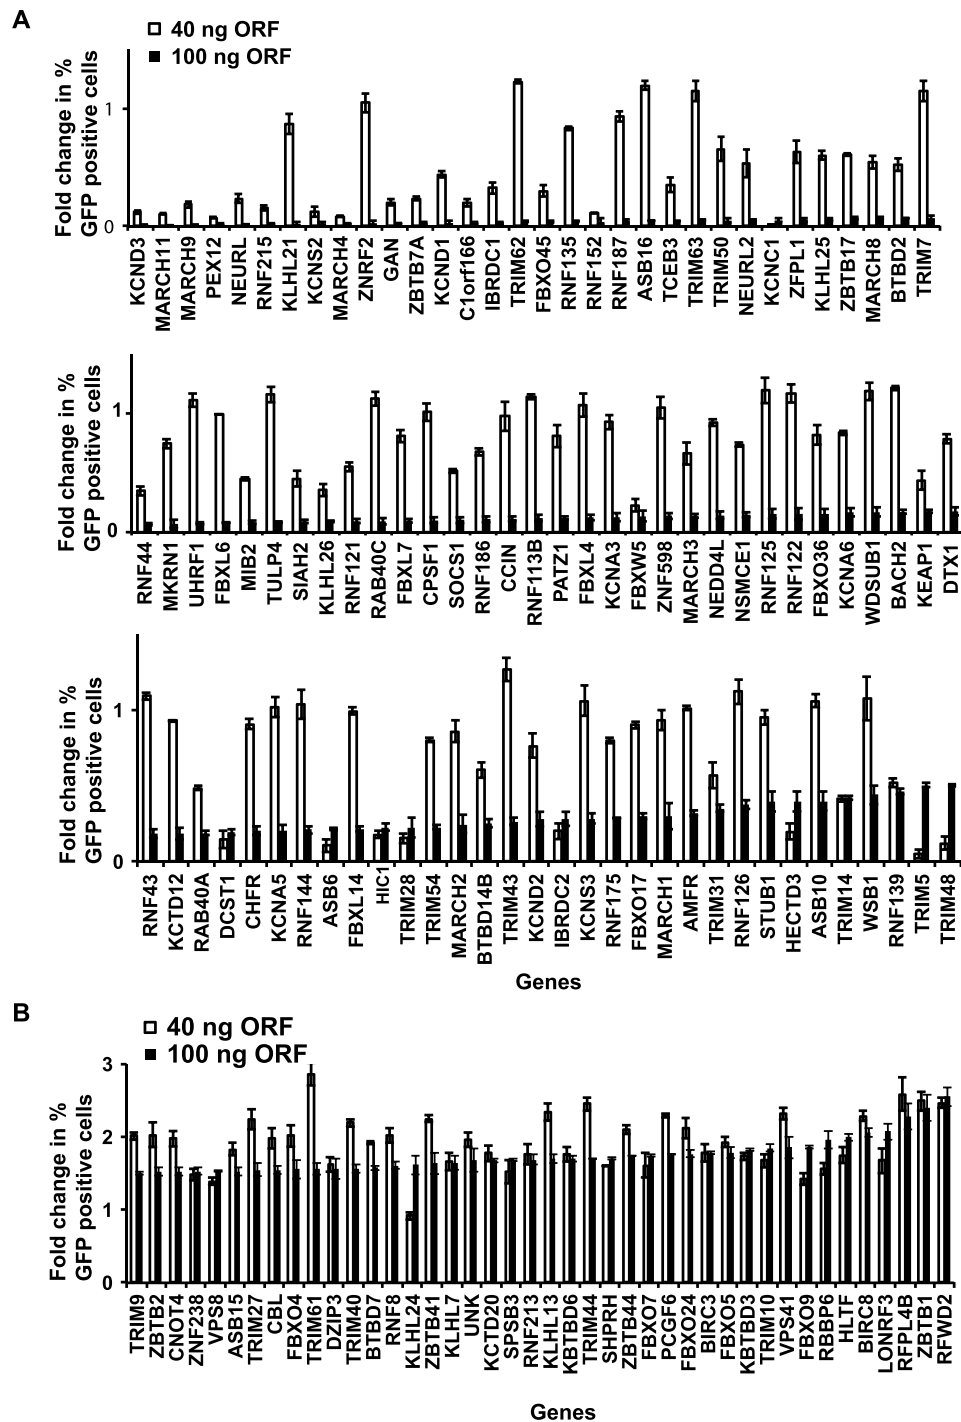 A
40 ng ORF
100 ng ORF
Fold change in %
GFP positive cells
1
0
KCND3 MARCH11 MARCH9 PEX12 NEURL RNF215 KLHL21 KCNS2 MARCH4 ZNRF2 GAN ZBTB7A KCND1 C1orf166 IBRDC1 TRIM62 FBXO45 RNF135 RNF152 RNF187 ASB16 TCEB3 TRIM63 TRIM50 NEURL2 KCNC1 ZFPL1 KLHL25 ZBTB17 MARCH8 BTBD2 TRIM7
Fold change in %
GFP positive cells
1
0
RNF44 MKRN1 UHRF1 FBXL6 MIB2 TULP4 SIAH2 KLHL26 RNF121 RAB40C FBXL7 CPSF1 SOCS1 RNF186 CCIN RNF113B PATZ1 FBXL4 KCNA3 FBXW5 ZNF598 MARCH3 NEDD4L NSMCE1 RNF125 RNF122 FBXO36 KCNA6 WDSUB1 BACH2 KEAP1 DTX1
Fold change in %
GFP positive cells
1
0
RNF43 KCTD12 RAB40A DCST1 CHFR KCNA5 RNF144 ASB6 FBXL14 HIC1 TRIM28 TRIM54 MARCH2 BTBD14B TRIM43 KCND2 IBRDC2 KCNS3 RNF175 FBXO17 MARCH1 AMFR TRIM31 RNF126 STUB1 HECTD3 ASB10 TRIM14 WSB1 RNF139 TRIM5 TRIM48
Genes
B
40 ng ORF
100 ng ORF
Fold change in %
GFP positive cells
3
2
1
0
TRIM9 ZBTB2 CNOT4 ZNF238 VPS8 ASB15 TRIM27 CBL FBXO4 TRIM61 DZIP3 TRIM40 BTBD7 RNF8 KLHL24 ZBTB41 KLHL7 UNK KCTD20 SPSB3 RNF213 KLHL13 KBTBD6 TRIM44 SHPRH ZBTB44 FBXO7 PCGF6 FBXO24 BIRC3 FBXO5 KBTBD3 TRIM10 VPS41 FBXO9 RBBP6 HLTF BIRC8 LONRF3 RFPL4B ZBTB1 RFWD2
Genes